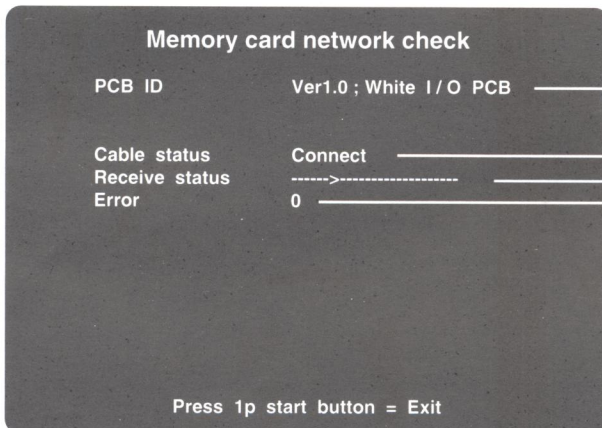 Memory card network check
PCB ID Ver1.0 ; White I / O PCB
Cable status Connect
Receive status ------>-------------------
Error 0
Press 1p start button = Exit